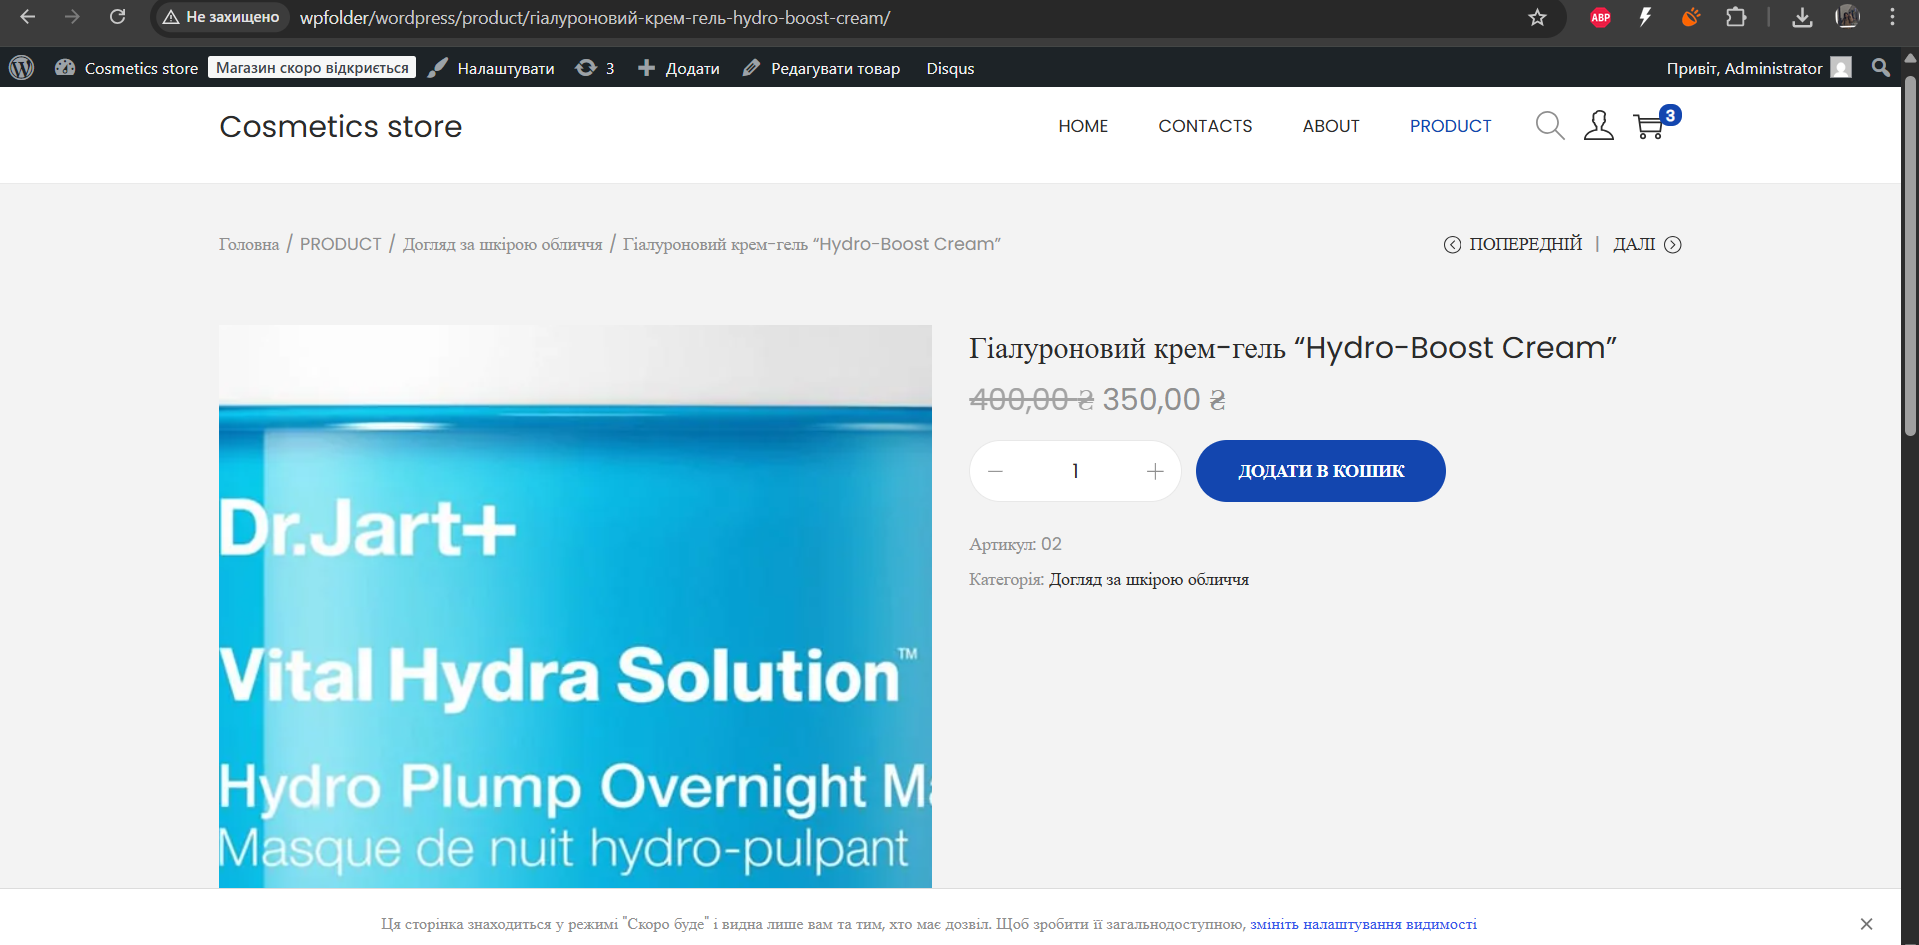 Не захищено wpfolder/wordpress/product/гіалуроновий-крем-гель-hydro-boost-cream/ ABP
Cosmetics store Магазин скоро відкриється Налаштувати 3 Додати Редагувати товар Disqus Привіт, Administrator
Cosmetics store HOME CONTACTS ABOUT PRODUCT 3
Головна / PRODUCT / Догляд за шкірою обличчя / Гіалуроновий крем-гель “Hydro-Boost Cream” ПОПЕРЕДНІЙ | ДАЛІ
Гіалуроновий крем-гель “Hydro-Boost Cream”
400,00 ₴ 350,00 ₴
1 ДОДАТИ В КОШИК
Артикул: 02
Категорія: Догляд за шкірою обличчя
Dr.Jart+
Vital Hydra Solution™
Hydro Plump Overnight
Masque de nuit hydro-pulpant
Ця сторінка знаходиться у режимі "Скоро буде" і видна лише вам та тим, хто має дозвіл. Щоб зробити її загальнодоступною, змініть налаштування видимості